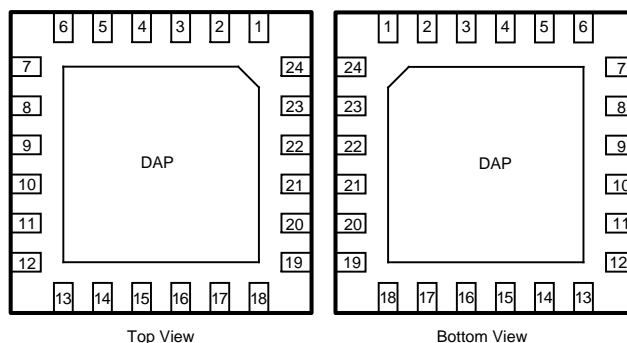 6 5 4 3 2 1
7 24
8 23
9 22
DAP
10 21
11 20
12 19
13 14 15 16 17 18
Top View
1 2 3 4 5 6
24 7
23 8
22 9
DAP
21 10
20 11
19 12
18 17 16 15 14 13
Bottom View